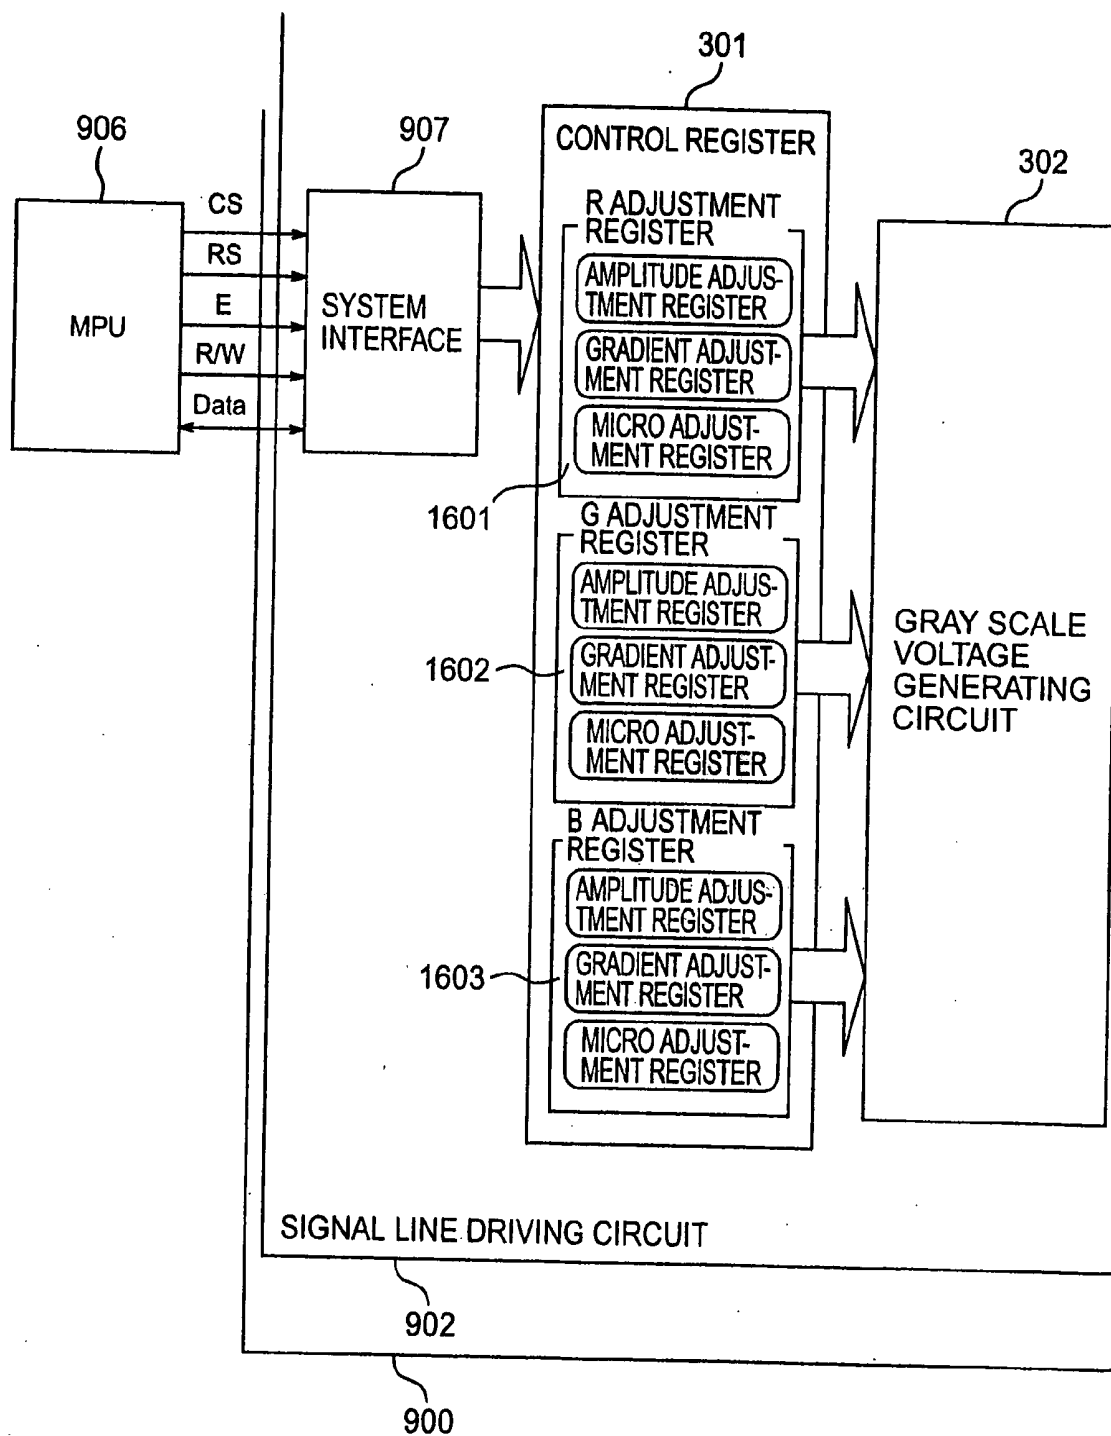 301
906
907
CONTROL REGISTER
302
CS
RS
E
R/W
Data
MPU
SYSTEM
INTERFACE
R ADJUSTMENT
REGISTER
AMPLITUDE ADJUS-
TMENT REGISTER
GRADIENT ADJUST-
MENT REGISTER
MICRO ADJUST-
MENT REGISTER
1601
G ADJUSTMENT
REGISTER
AMPLITUDE ADJUS-
TMENT REGISTER
1602
GRADIENT ADJUST-
MENT REGISTER
MICRO ADJUST-
MENT REGISTER
B ADJUSTMENT
REGISTER
AMPLITUDE ADJUS-
TMENT REGISTER
1603
GRADIENT ADJUST-
MENT REGISTER
MICRO ADJUST-
MENT REGISTER
GRAY SCALE
VOLTAGE
GENERATING
CIRCUIT
SIGNAL LINE DRIVING CIRCUIT
902
900